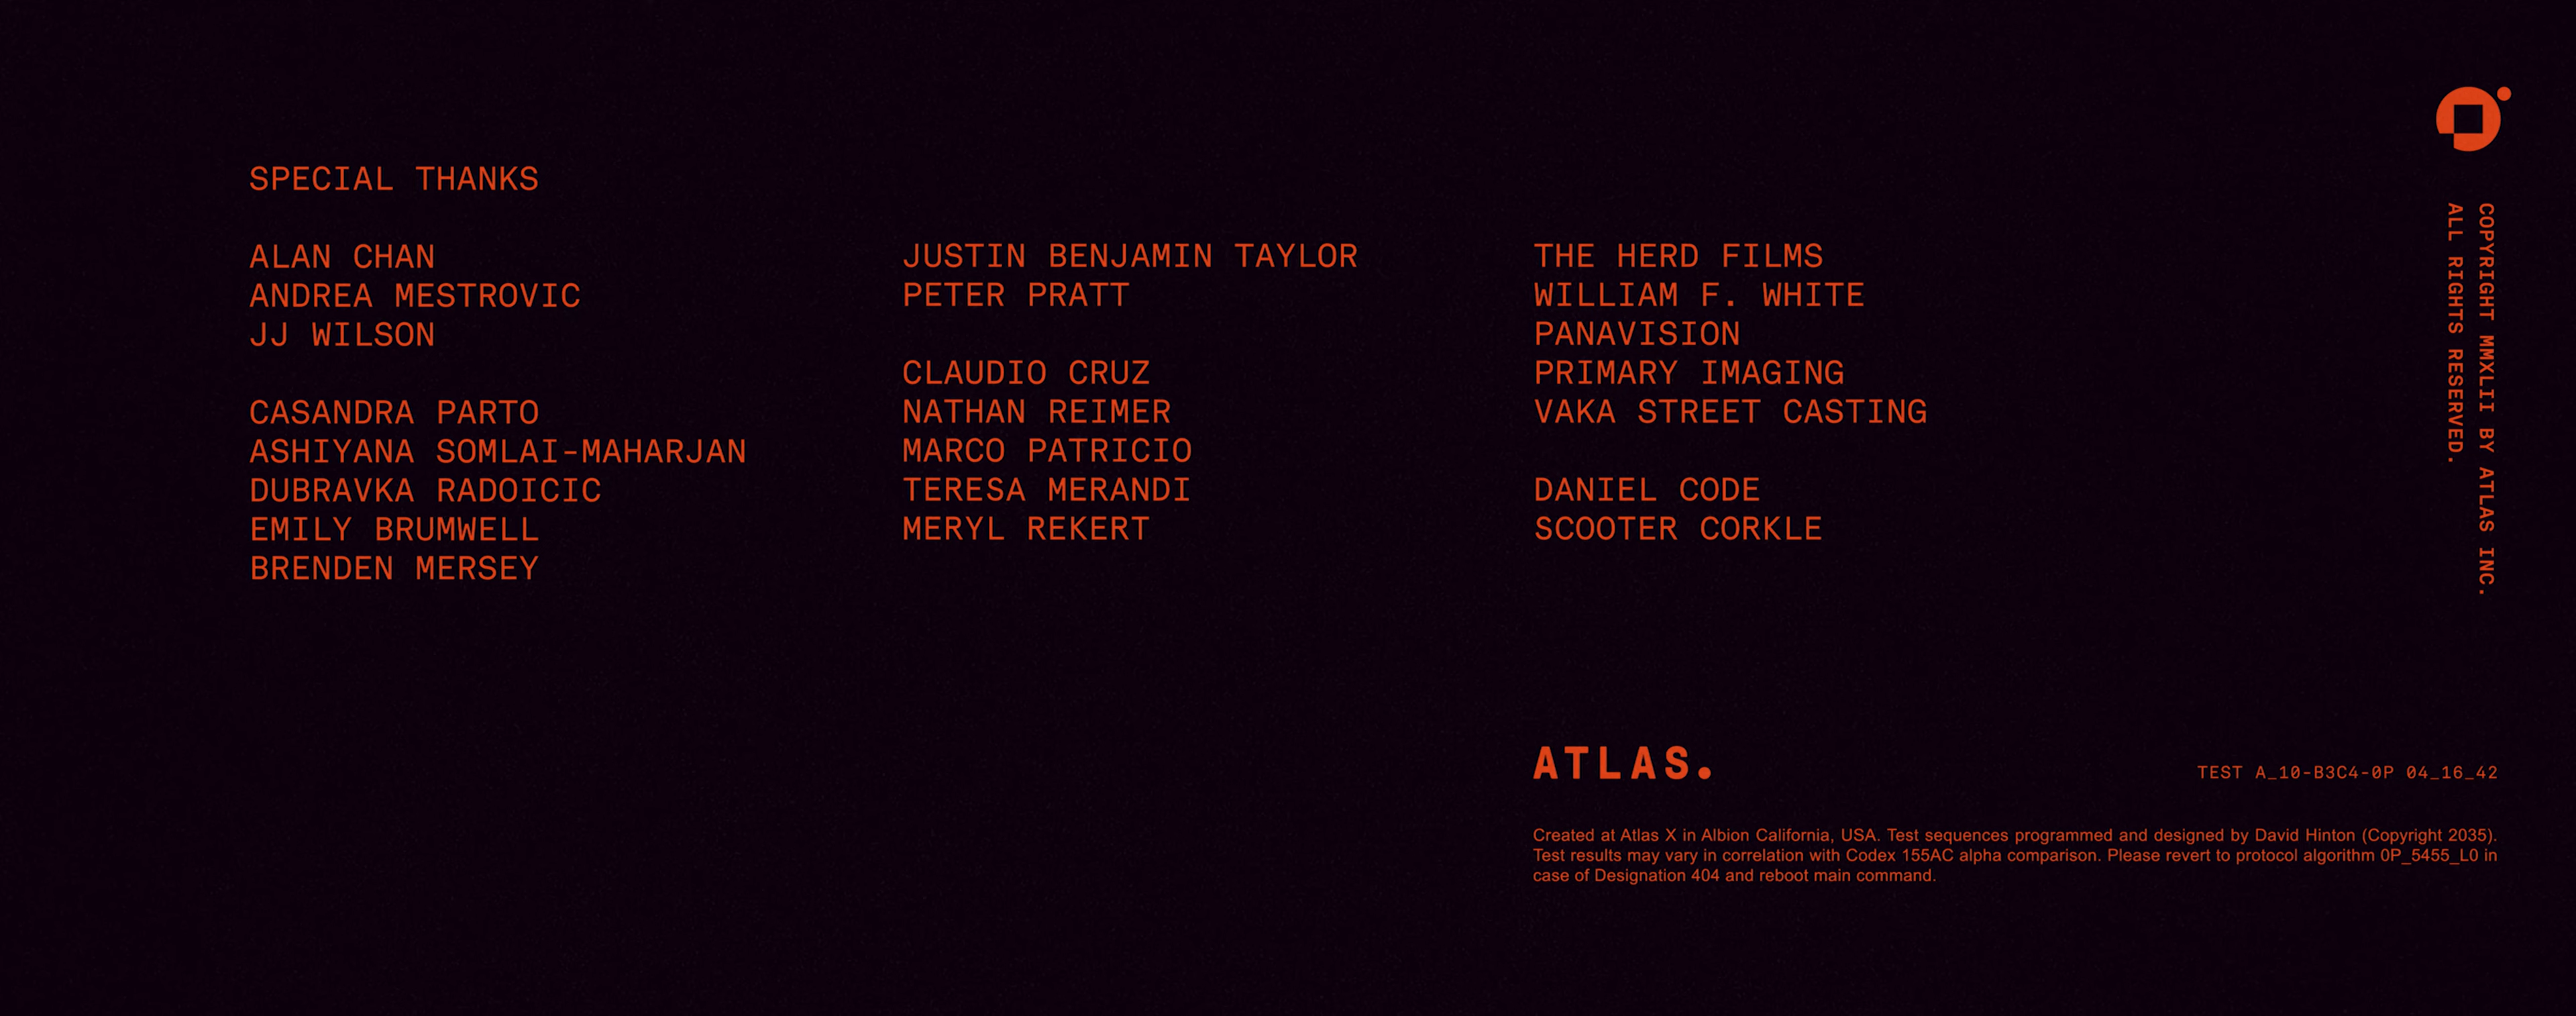 SPECIAL THANKS
ALAN CHAN
ANDREA MESTROVIC
JJ WILSON
CASANDRA PARTO
ASHIYANA SOMLAI-MAHARJAN
DUBRAVKA RADOICIC
EMILY BRUMWELL
BRENDEN MERSEY
JUSTIN BENJAMIN TAYLOR
PETER PRATT
CLAUDIO CRUZ
NATHAN REIMER
MARCO PATRICIO
TERESA MERANDI
MERYL REKERT
THE HERD FILMS
WILLIAM F. WHITE
PANAVISION
PRIMARY IMAGING
VAKA STREET CASTING
DANIEL CODE
SCOOTER CORKLE
COPYRIGHT MMXLII BY ATLAS INC.
ALL RIGHTS RESERVED.
ATLAS.
TEST A_10-B3C4-0P 04_16_42
Created at Atlas X in Albion California, USA. Test sequences programmed and designed by David Hinton (Copyright 2035).
Test results may vary in correlation with Codex 155AC alpha comparison. Please revert to protocol algorithm 0P_5455_L0 in
case of Designation 404 and reboot main command.